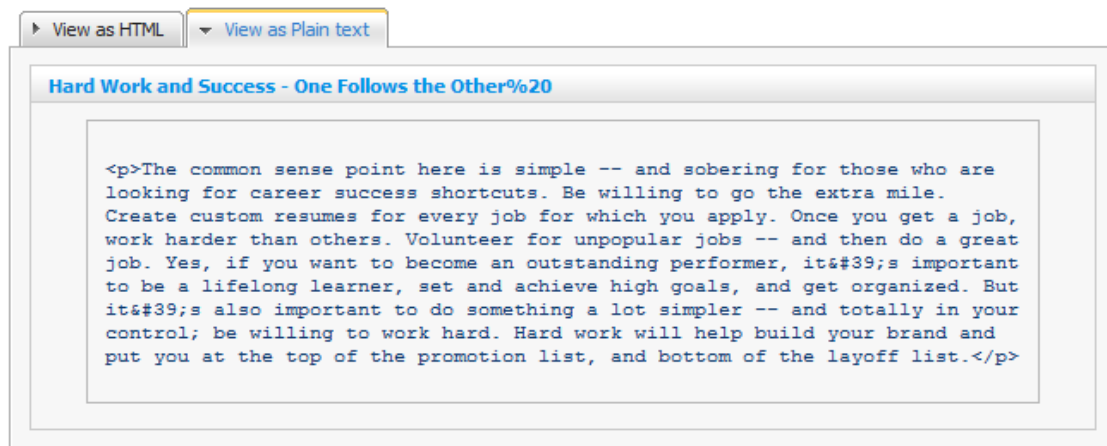 View as HTML View as Plain text
Hard Work and Success - One Follows the Other%20
<p>The common sense point here is simple -- and sobering for those who are
looking for career success shortcuts. Be willing to go the extra mile.
Create custom resumes for every job for which you apply. Once you get a job,
work harder than others. Volunteer for unpopular jobs -- and then do a great
job. Yes, if you want to become an outstanding performer, it&#39;s important
to be a lifelong learner, set and achieve high goals, and get organized. But
it&#39;s also important to do something a lot simpler -- and totally in your
control; be willing to work hard. Hard work will help build your brand and
put you at the top of the promotion list, and bottom of the layoff list.</p>